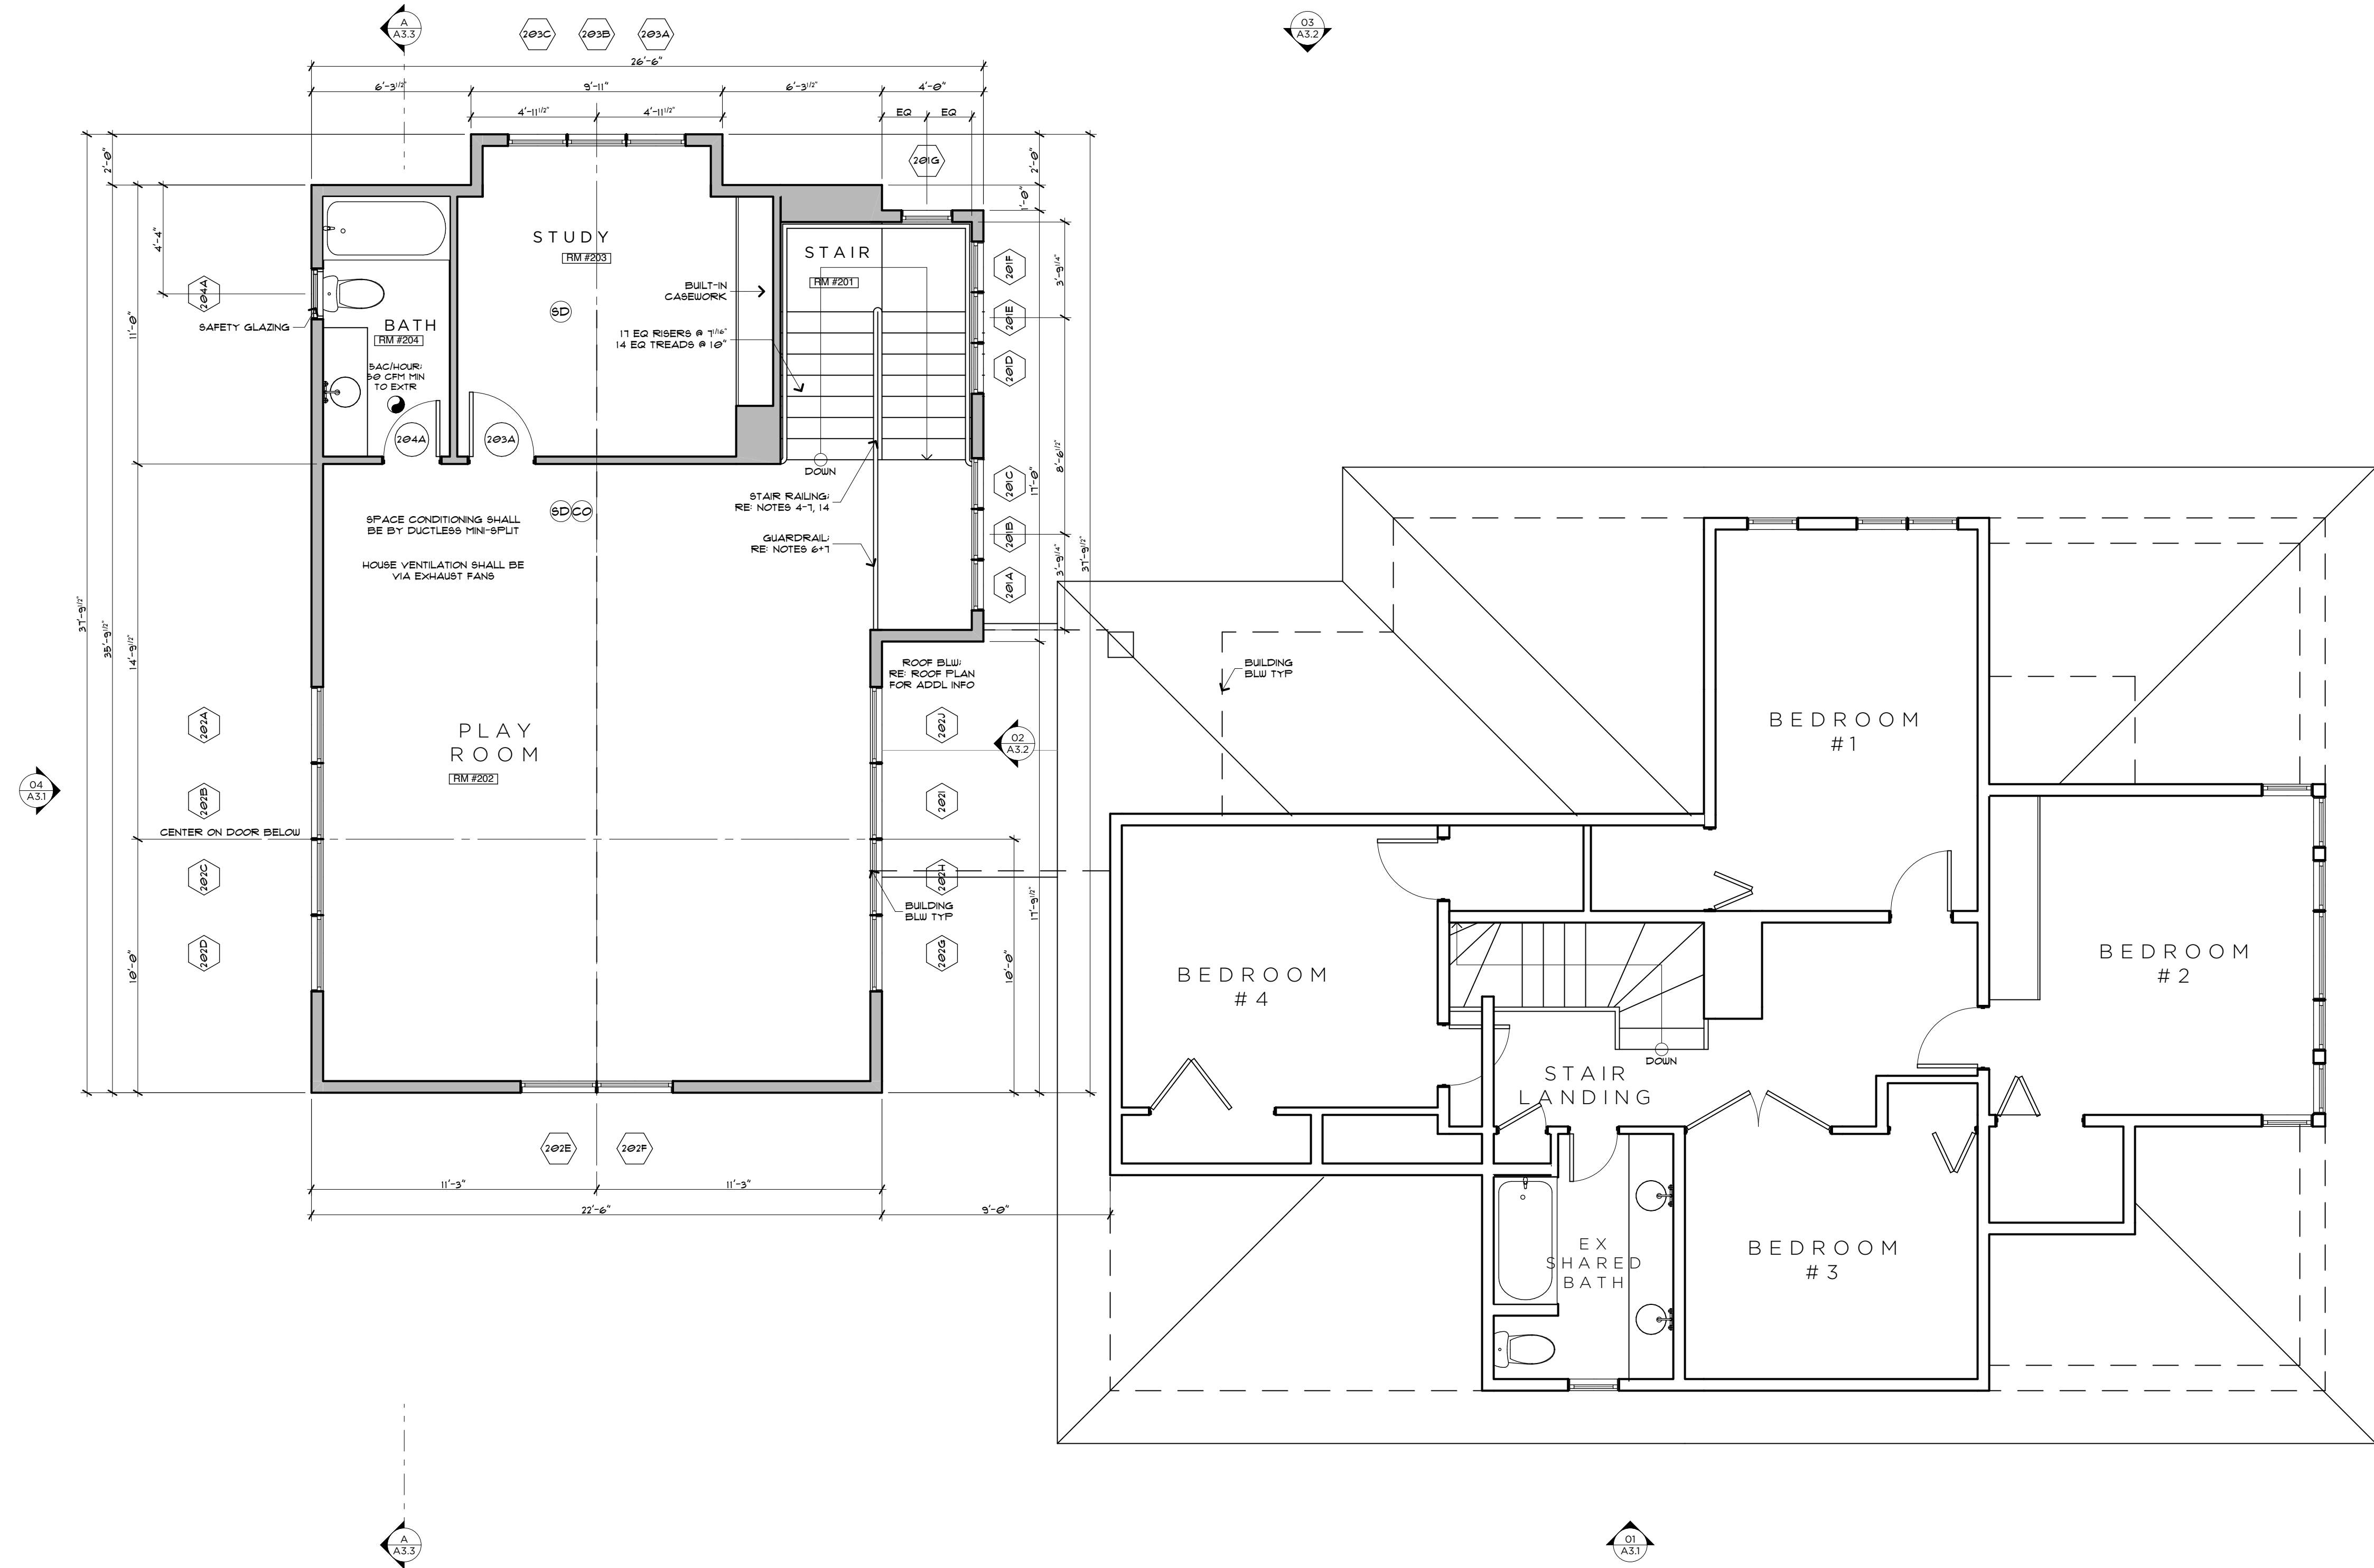 A
A3.3
203C
203B
203A
03
A3.2
26'-6"
6'-3 1/2"
9'-11"
6'-3 1/2"
4'-0"
4'-11 1/2"
4'-11 1/2"
EQ
EQ
201G
2'-0"
2'-0"
1'-0"
4'-4"
204A
SAFETY GLAZING
11'-0"
STUDY
RM #203
SD
BUILT-IN
CASEWORK
17 EQ RISERS @ 7 1/16"
14 EQ TREADS @ 10"
STAIR
RM #201
BATH
RM #204
5AC/HOUR;
50 CFM MIN
TO EXTR
204A
203A
DOWN
201F
201E
201D
3'-9 1/4"
8'-6 1/2"
17'-0"
201C
201B
201A
3'-9 1/4"
37'-9 1/2"
SPACE CONDITIONING SHALL
BE BY DUCTLESS MINI-SPLIT
HOUSE VENTILATION SHALL BE
VIA EXHAUST FANS
SD
CO
STAIR RAILING;
RE: NOTES 4-7, 14
GUARDRAIL;
RE: NOTES 6+7
37'-9 1/2"
35'-9 1/2"
14'-9 1/2"
ROOF BLW;
RE: ROOF PLAN
FOR ADDL INFO
BUILDING
BLW TYP
PLAY
ROOM
RM #202
202A
202B
202C
202D
CENTER ON DOOR BELOW
10'-0"
04
A3.1
202J
202I
202H
202G
02
A3.2
BUILDING
BLW TYP
17'-9 1/2"
10'-0"
202E
202F
11'-3"
11'-3"
22'-6"
9'-0"
BEDROOM
#1
BEDROOM
#2
BEDROOM
#4
DOWN
STAIR
LANDING
EX
SHARED
BATH
BEDROOM
#3
A
A3.3
01
A3.1